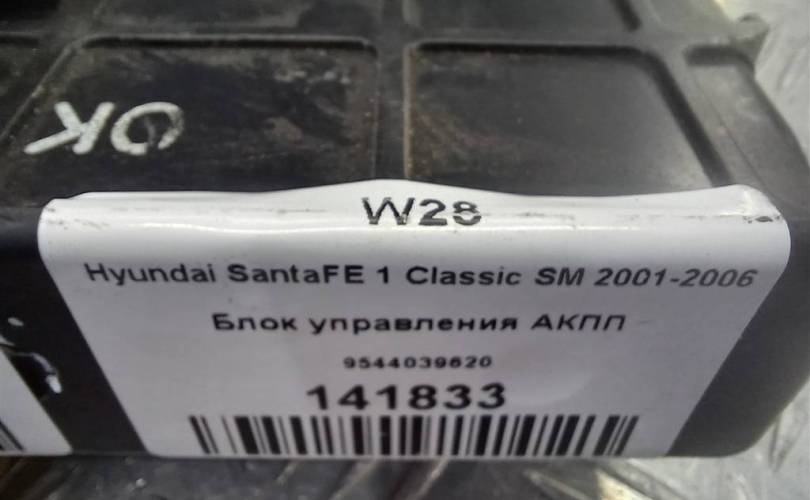 OK
W28
Hyundai SantaFE 1 Classic SM 2001-2006
Блок управления АКПП
9544039620
141833